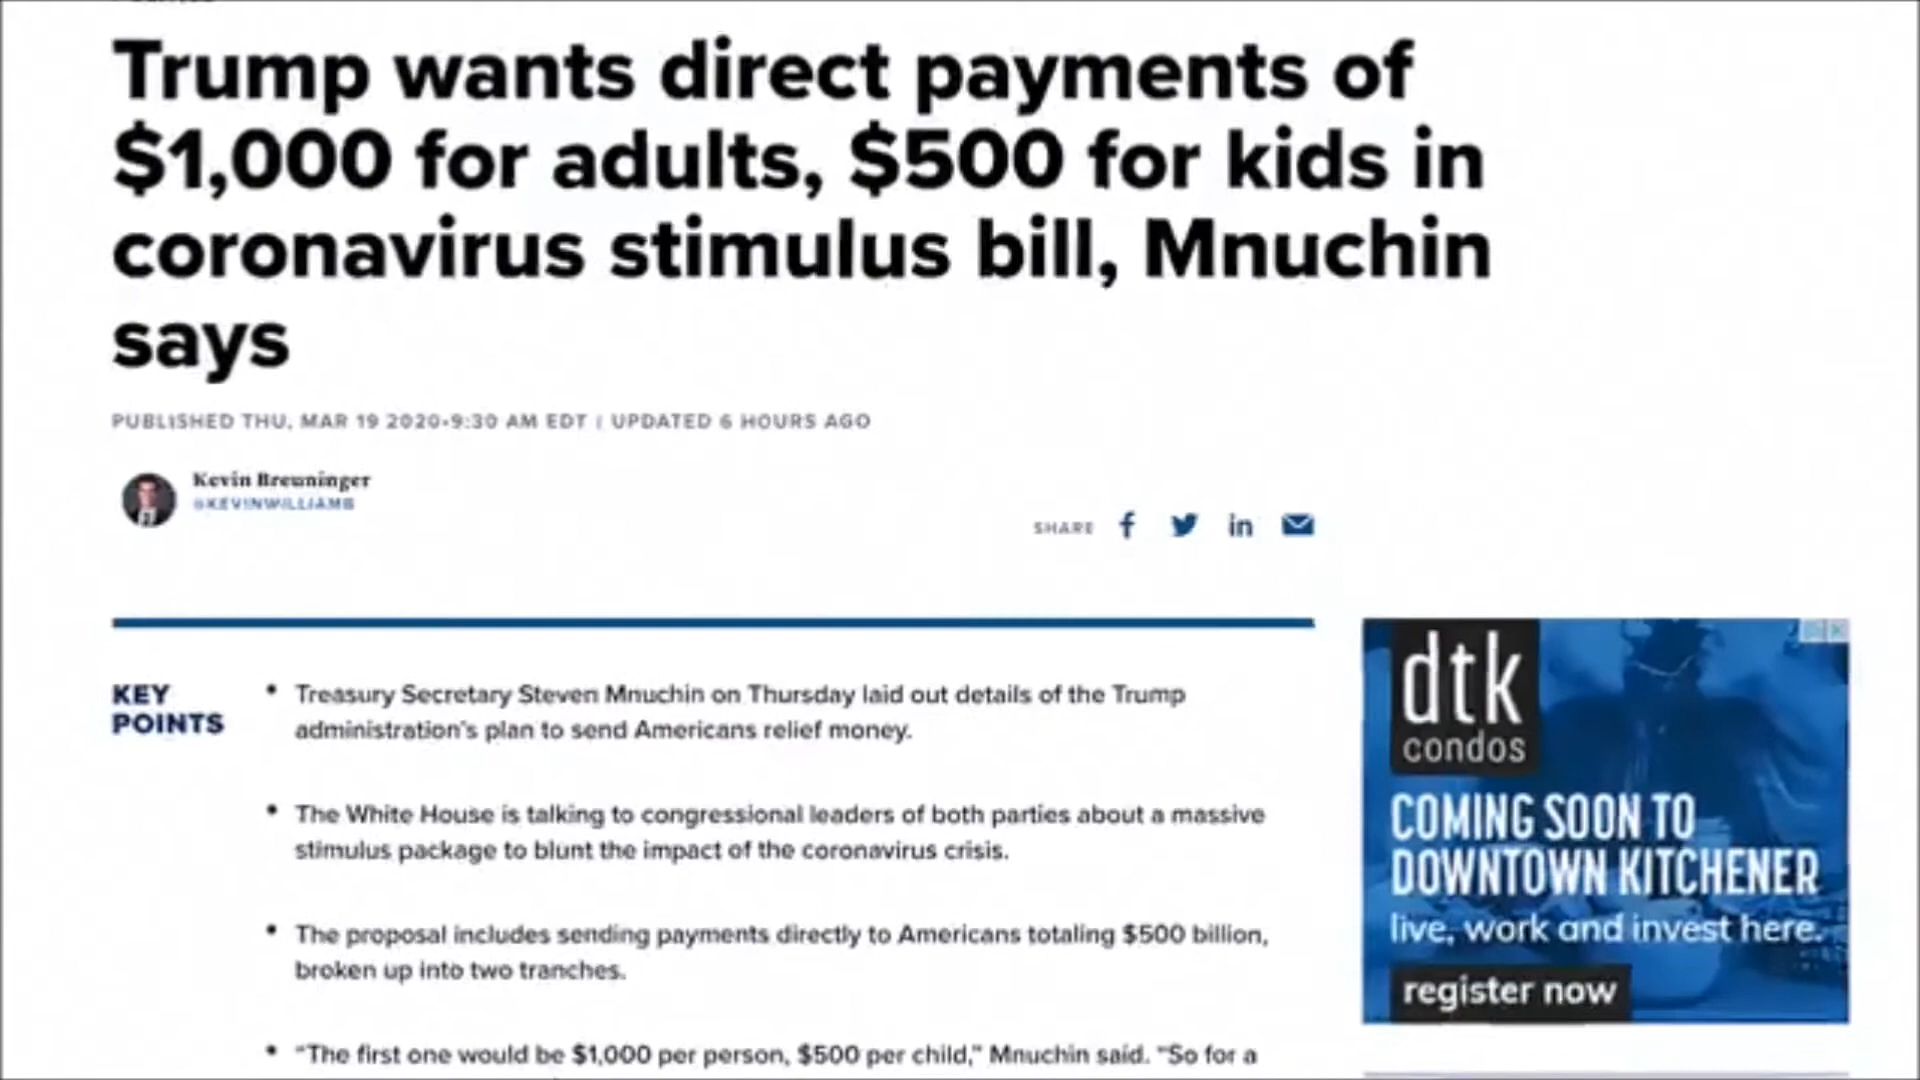 Trump wants direct payments of
$1,000 for adults, $500 for kids in
coronavirus stimulus bill, Mnuchin
says
PUBLISHED THU, MAR 19 2020•9:30 AM EDT | UPDATED 6 HOURS AGO
Kevin Breuninger
@KEVINWILLIAMB
SHARE
KEY
POINTS
• Treasury Secretary Steven Mnuchin on Thursday laid out details of the Trump
administration's plan to send Americans relief money.
• The White House is talking to congressional leaders of both parties about a massive
stimulus package to blunt the impact of the coronavirus crisis.
• The proposal includes sending payments directly to Americans totaling $500 billion,
broken up into two tranches.
• "The first one would be $1,000 per person, $500 per child," Mnuchin said. "So for a
dtk
condos
COMING SOON TO
DOWNTOWN KITCHENER
live, work and invest here.
register now